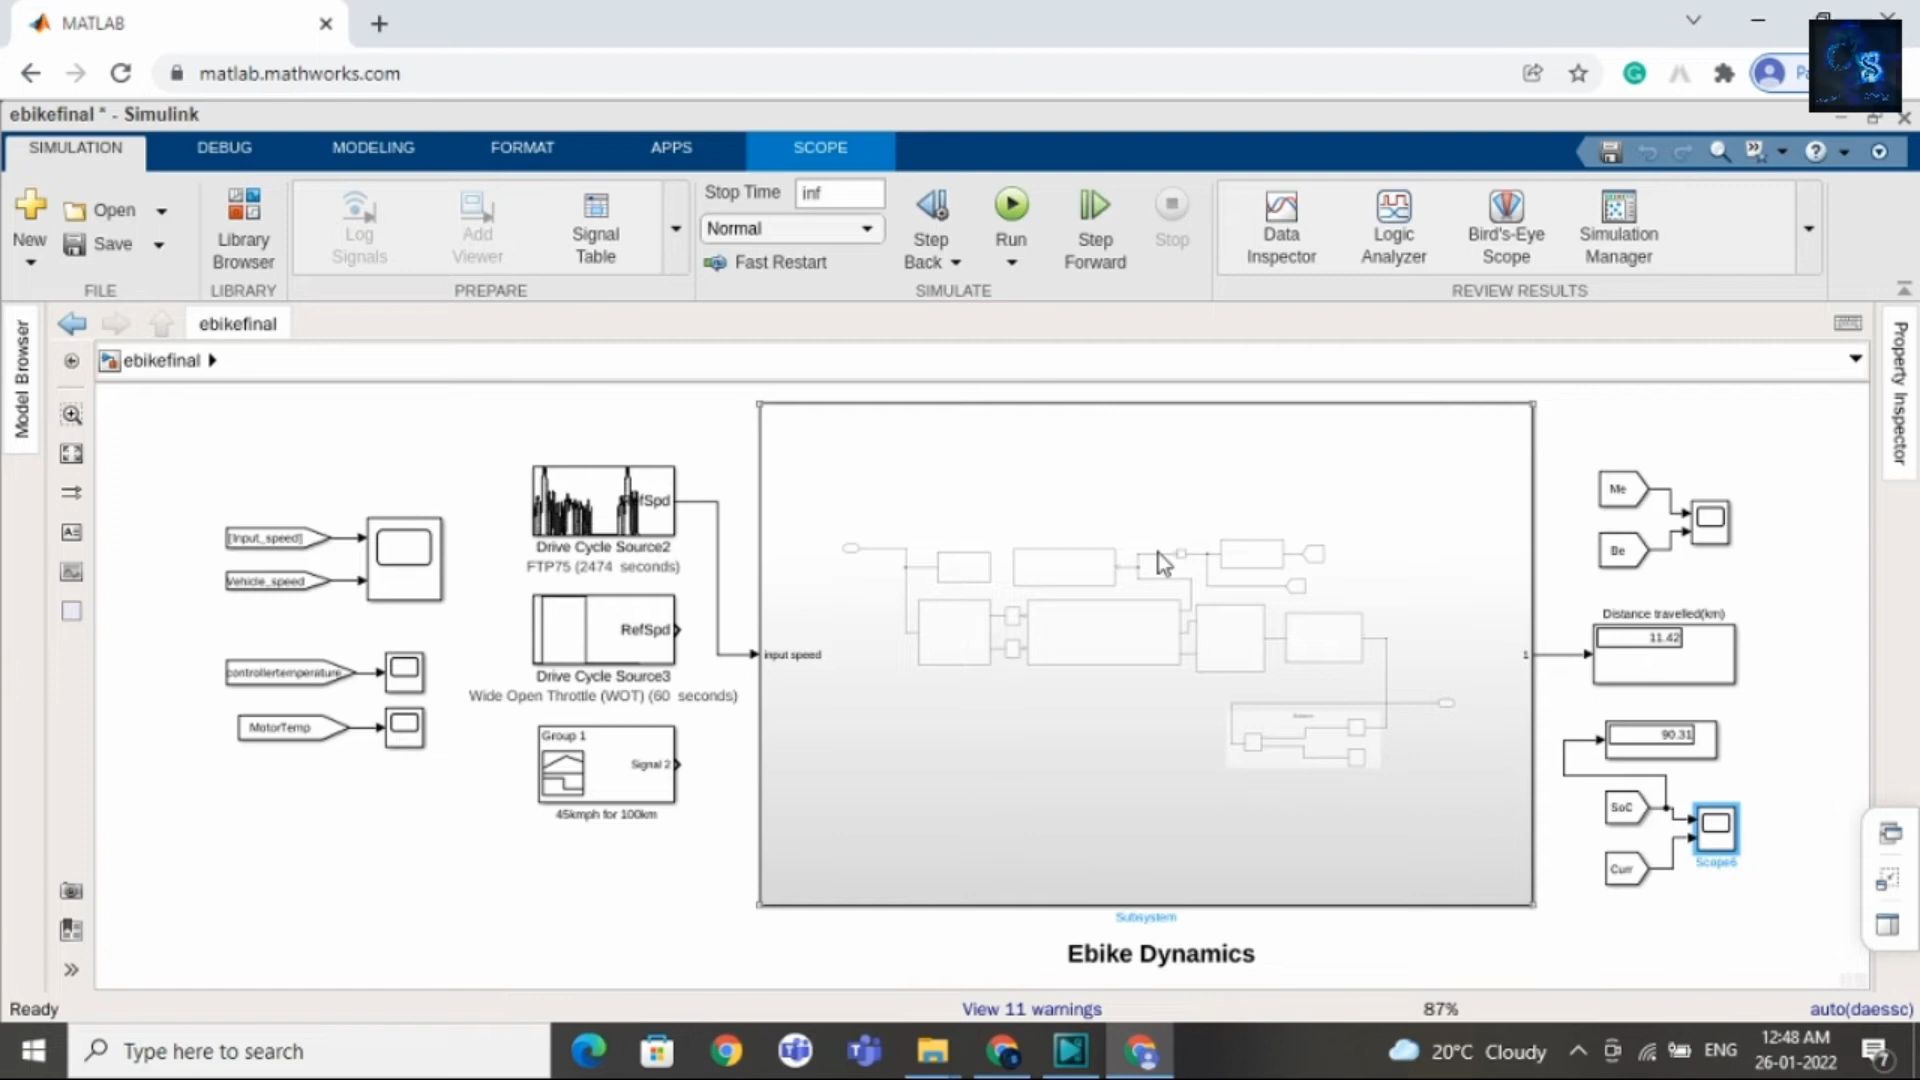 MATLAB
matlab.mathworks.com
ebikefinal * - Simulink
SIMULATION
DEBUG
MODELING
FORMAT
APPS
SCOPE
New
Open
Save
FILE
Library
Browser
LIBRARY
Log
Signals
Add
Viewer
Signal
Table
PREPARE
Stop Time inf
Normal
Fast Restart
Step
Back
Run
Step
Forward
Stop
SIMULATE
Data
Inspector
Logic
Analyzer
Bird's-Eye
Scope
Simulation
Manager
REVIEW RESULTS
Model Browser
ebikefinal
ebikefinal
Property Inspector
[Input_speed]
Vehicle_speed
controllertemperature
MotorTemp
Drive Cycle Source2
FTP75 (2474 seconds)
RefSpd
Drive Cycle Source3
Wide Open Throttle (WOT) (60 seconds)
Group 1
Signal 2
45kmph for 100km
input speed
1
Subsystem
Ebike Dynamics
Me
Be
Distance travelled(km)
11.42
90.31
SoC
Curr
Scope6
Ready
View 11 warnings
87%
auto(daessc)
Type here to search
20°C Cloudy
ENG
12:48 AM
26-01-2022
7